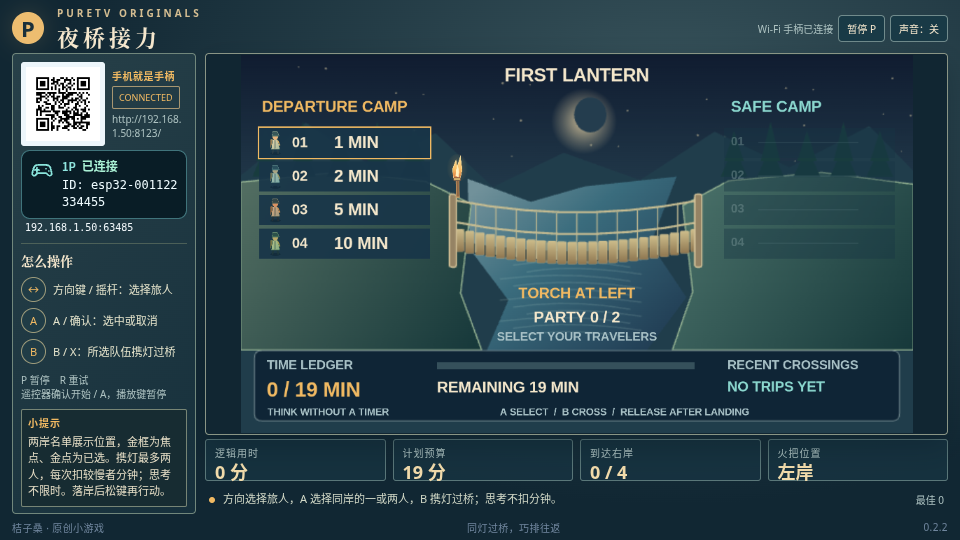 P
PURETV ORIGINALS
夜桥接力
Wi-Fi 手柄已连接
暂停 P
声音：关
手机就是手柄
CONNECTED
http://192.168.
1.50:8123/
1P 已连接
ID: esp32-001122
334455
192.168.1.50:63485
怎么操作
↔ 方向键 / 摇杆：选择旅人
A A / 确认：选中或取消
B B / X：所选队伍携灯过桥
P 暂停 R 重试
遥控器确认开始 / A，播放键暂停
小提示
两岸名单展示位置，金框为焦
点、金点为已选。携灯最多两
人，每次扣较慢者分钟；思考
不限时。落岸后松键再行动。
FIRST LANTERN
DEPARTURE CAMP
01 1 MIN
02 2 MIN
03 5 MIN
04 10 MIN
SAFE CAMP
01
02
03
04
TORCH AT LEFT
PARTY 0 / 2
SELECT YOUR TRAVELERS
TIME LEDGER
0 / 19 MIN
THINK WITHOUT A TIMER
REMAINING 19 MIN
A SELECT / B CROSS / RELEASE AFTER LANDING
RECENT CROSSINGS
NO TRIPS YET
逻辑用时
0 分
计划预算
19 分
到达右岸
0 / 4
火把位置
左岸
方向选择旅人，A 选择同岸的一或两人，B 携灯过桥；思考不扣分钟。
最佳 0
桔子桑 · 原创小游戏
同灯过桥，巧排往返
0.2.2